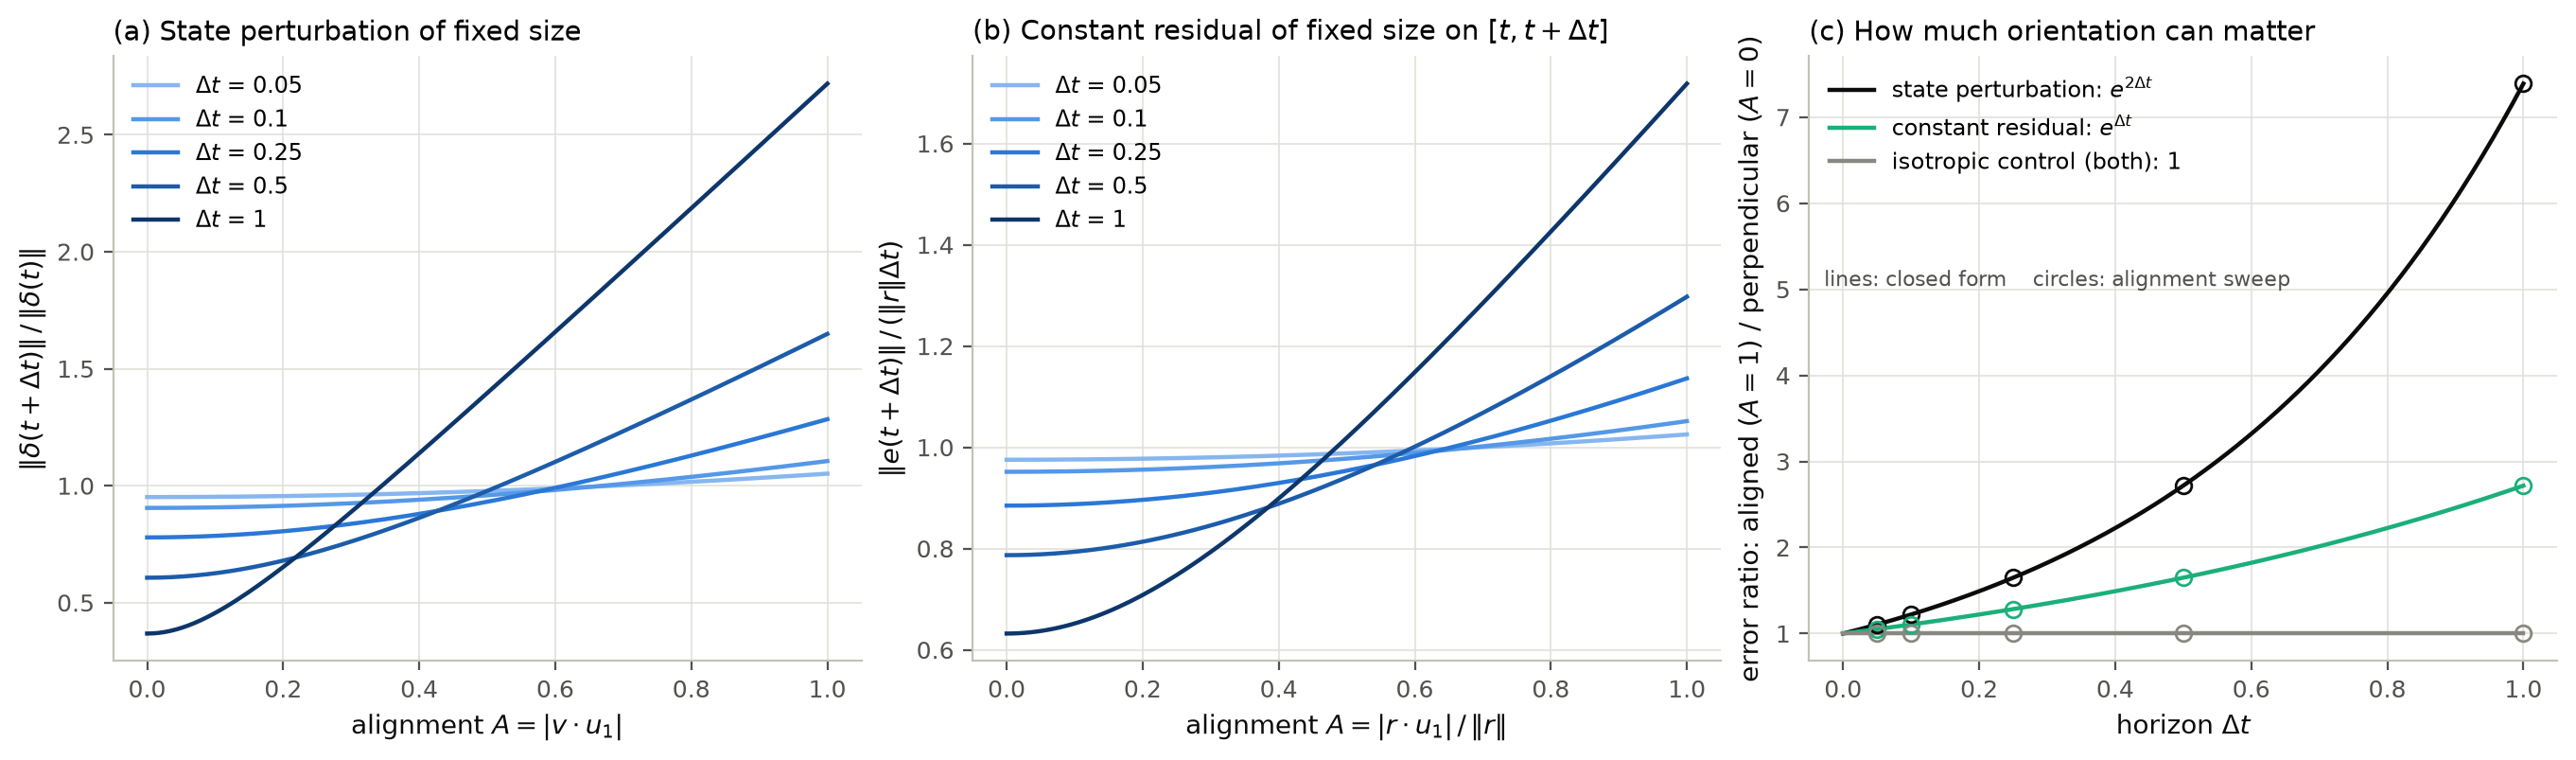 (a) State perturbation of fixed size
‖δ(t + Δt)‖ / ‖δ(t)‖
2.5
2.0
1.5
1.0
0.5
Δt = 0.05
Δt = 0.1
Δt = 0.25
Δt = 0.5
Δt = 1
0.0 0.2 0.4 0.6 0.8 1.0
alignment A = |v · u₁|
(b) Constant residual of fixed size on [t, t + Δt]
‖e(t + Δt)‖ / (‖r‖Δt)
1.6
1.4
1.2
1.0
0.8
0.6
Δt = 0.05
Δt = 0.1
Δt = 0.25
Δt = 0.5
Δt = 1
0.0 0.2 0.4 0.6 0.8 1.0
alignment A = |r · u₁| / ‖r‖
(c) How much orientation can matter
error ratio: aligned (A = 1) / perpendicular (A = 0)
7
6
5
4
3
2
1
state perturbation: e^{2Δt}
constant residual: e^{Δt}
isotropic control (both): 1
lines: closed form circles: alignment sweep
0.0 0.2 0.4 0.6 0.8 1.0
horizon Δt